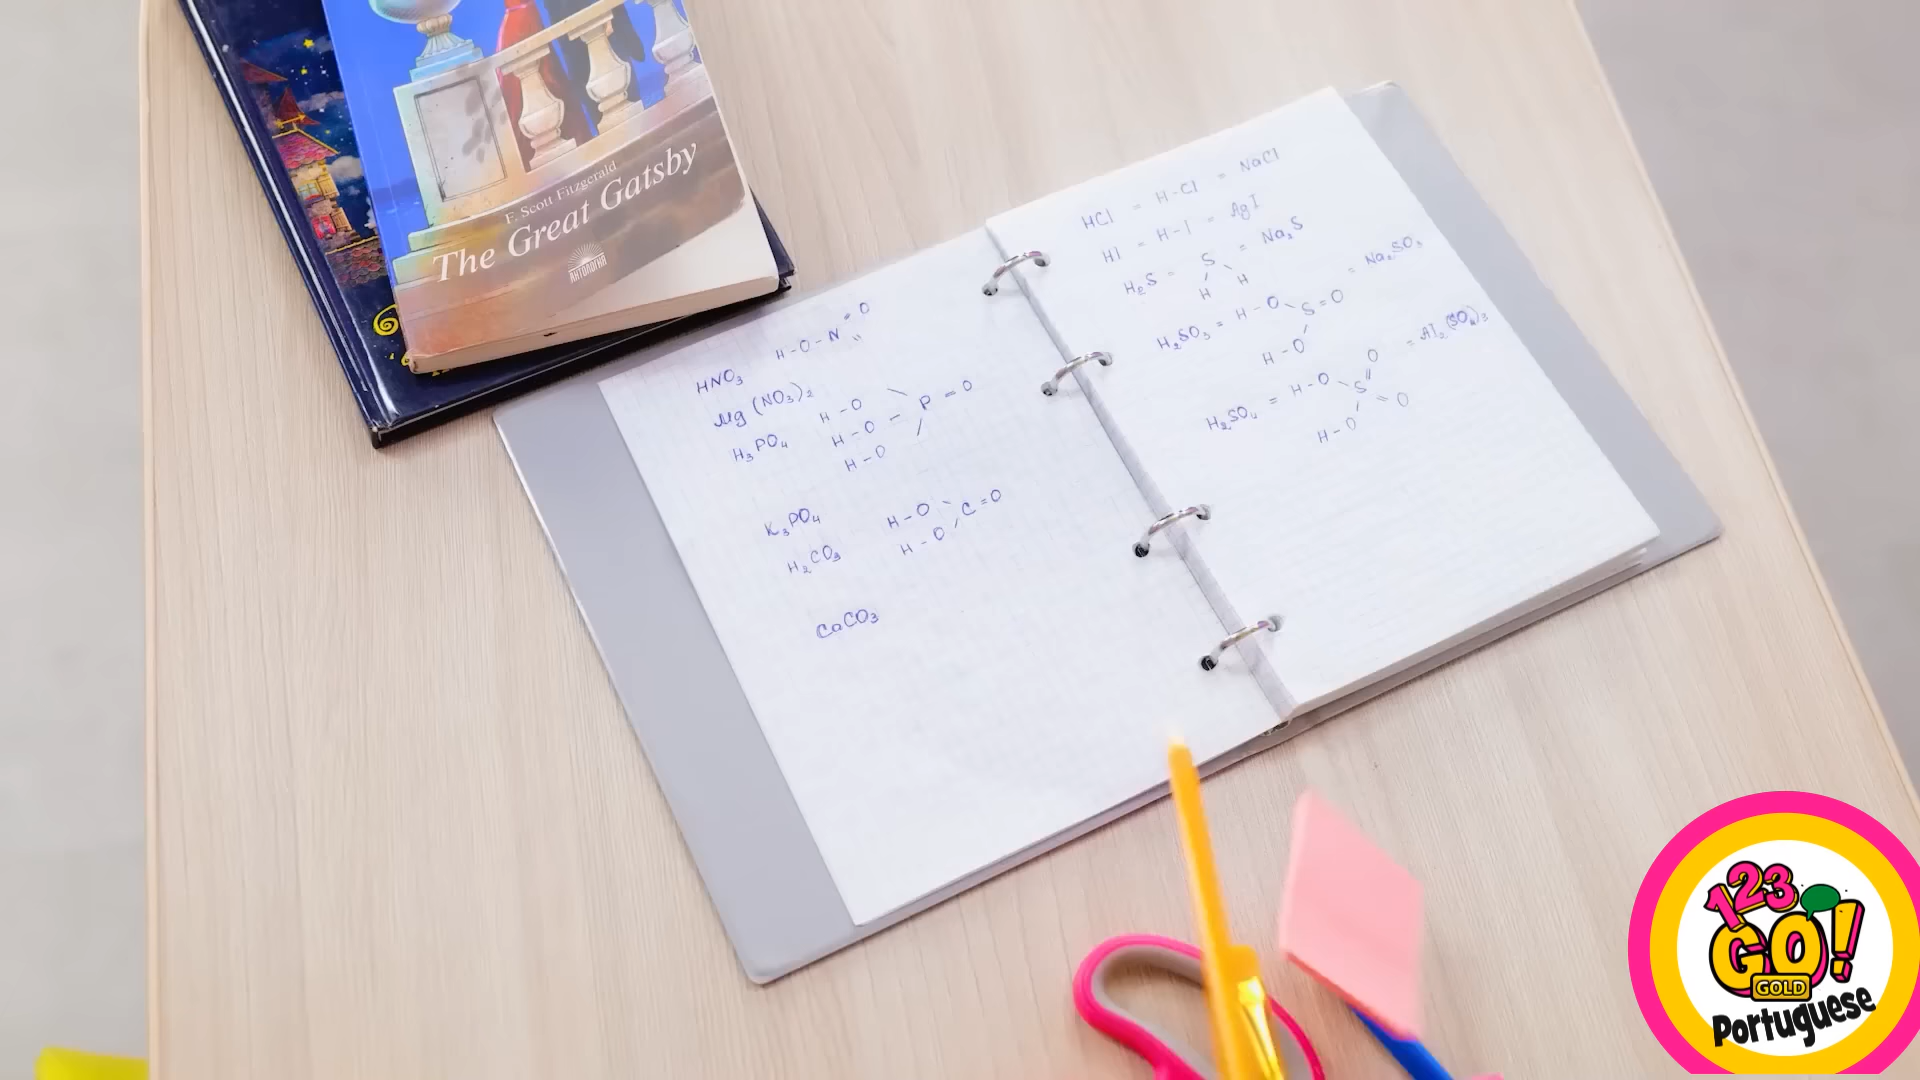 F. Scott Fitzgerald
The Great Gatsby
АНТОЛОГІЯ
HNO3 H-O-N=O
Mg(NO3)2
H3PO4 H-O
H-O - P=O
H-O
K3PO4
H2CO3 H-O C=O
H-O
CaCO3
HCl = H-Cl = NaCl
HI = H-I = AgI
H2S = S = Na2S
H H
H2SO3 = H-O S=O = Na2SO3
H-O
H2SO4 = H-O S =O = Al2(SO4)3
O
H-O
123
GO!
GOLD
Portuguese